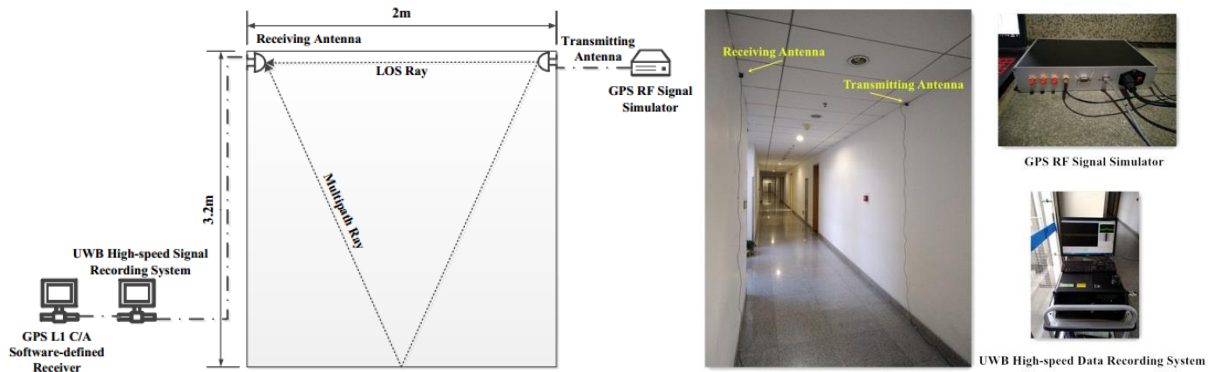 2m
Receiving Antenna
Transmitting
Antenna
LOS Ray
GPS RF Signal
Simulator
3.2m
Multipath Ray
UWB High-speed Signal
Recording System
GPS L1 C/A
Software-defined
Receiver
Receiving Antenna
Transmitting Antenna
GPS RF Signal Simulator
UWB High-speed Data Recording System